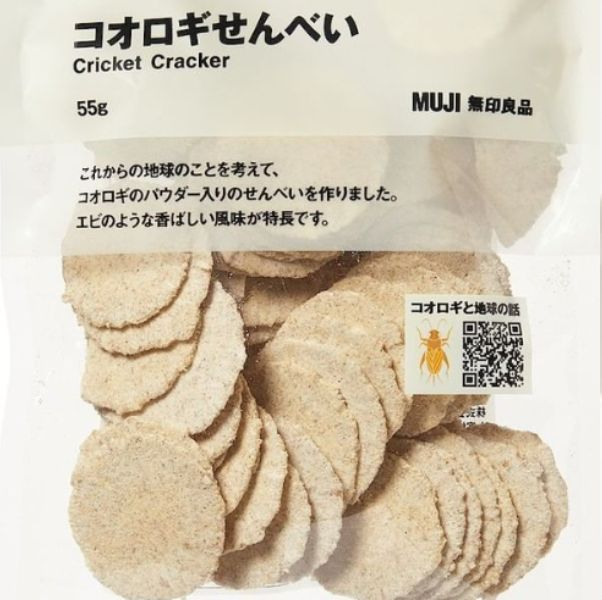 コオロギせんべい
Cricket Cracker
55g
MUJI 無印良品
これからの地球のことを考えて、
コオロギのパウダー入りのせんべいを作りました。
エビのような香ばしい風味が特長です。
コオロギと地球の話